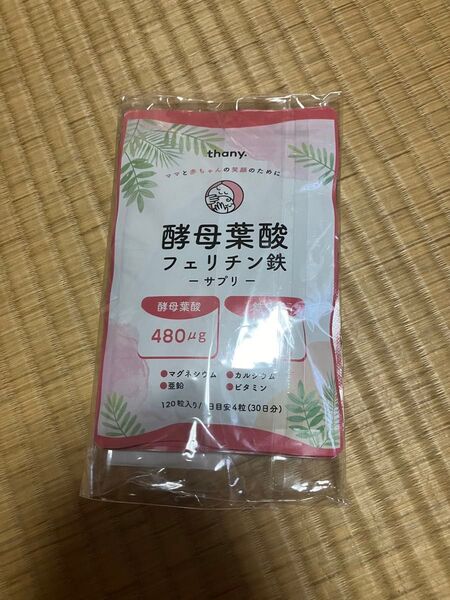 thany.
ママと赤ちゃんの笑顔のために
酵母葉酸
フェリチン鉄
ーサプリー
酵母葉酸
480μg
●マグネシウム ●カルシウム
●亜鉛 ●ビタミン
120粒入り/1日目安4粒(30日分)